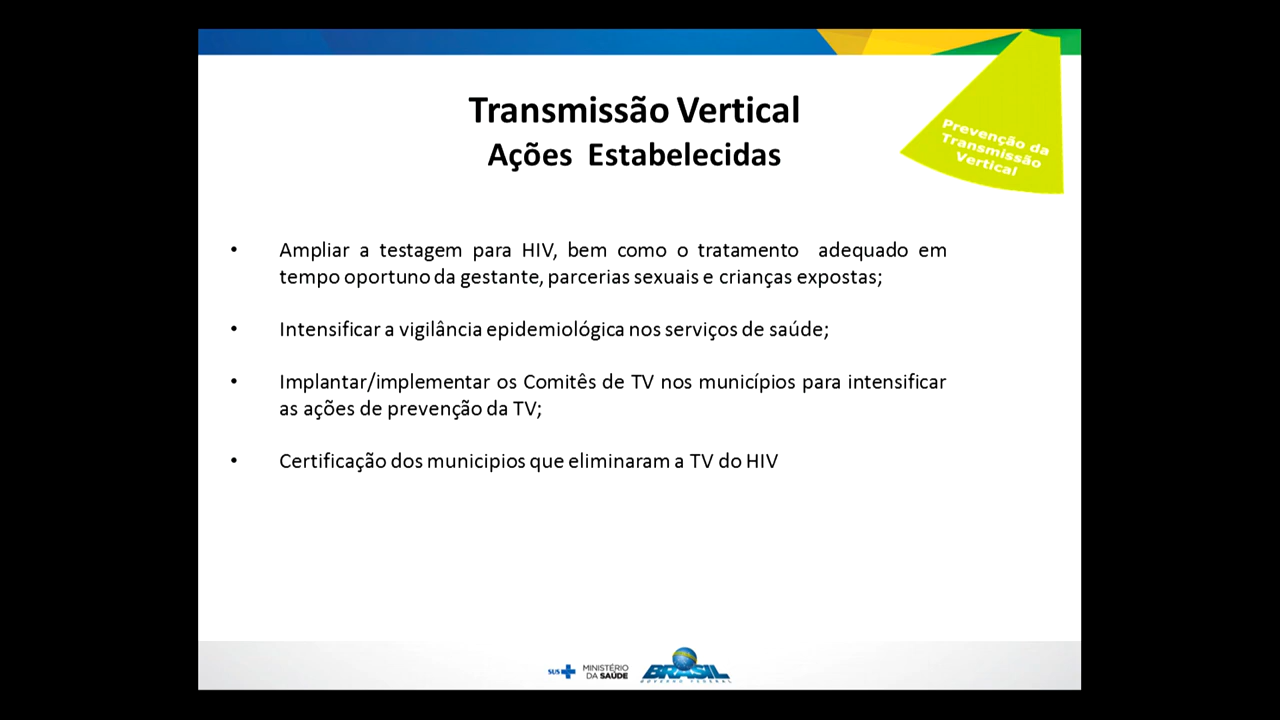 Transmissão Vertical
Ações Estabelecidas
Prevenção da
Transmissão
Vertical
• Ampliar a testagem para HIV, bem como o tratamento adequado em
tempo oportuno da gestante, parcerias sexuais e crianças expostas;
• Intensificar a vigilância epidemiológica nos serviços de saúde;
• Implantar/implementar os Comitês de TV nos municípios para intensificar
as ações de prevenção da TV;
• Certificação dos municipios que eliminaram a TV do HIV
SUS
MINISTÉRIO
DA SAÚDE
BRASIL
GOVERNO FEDERAL